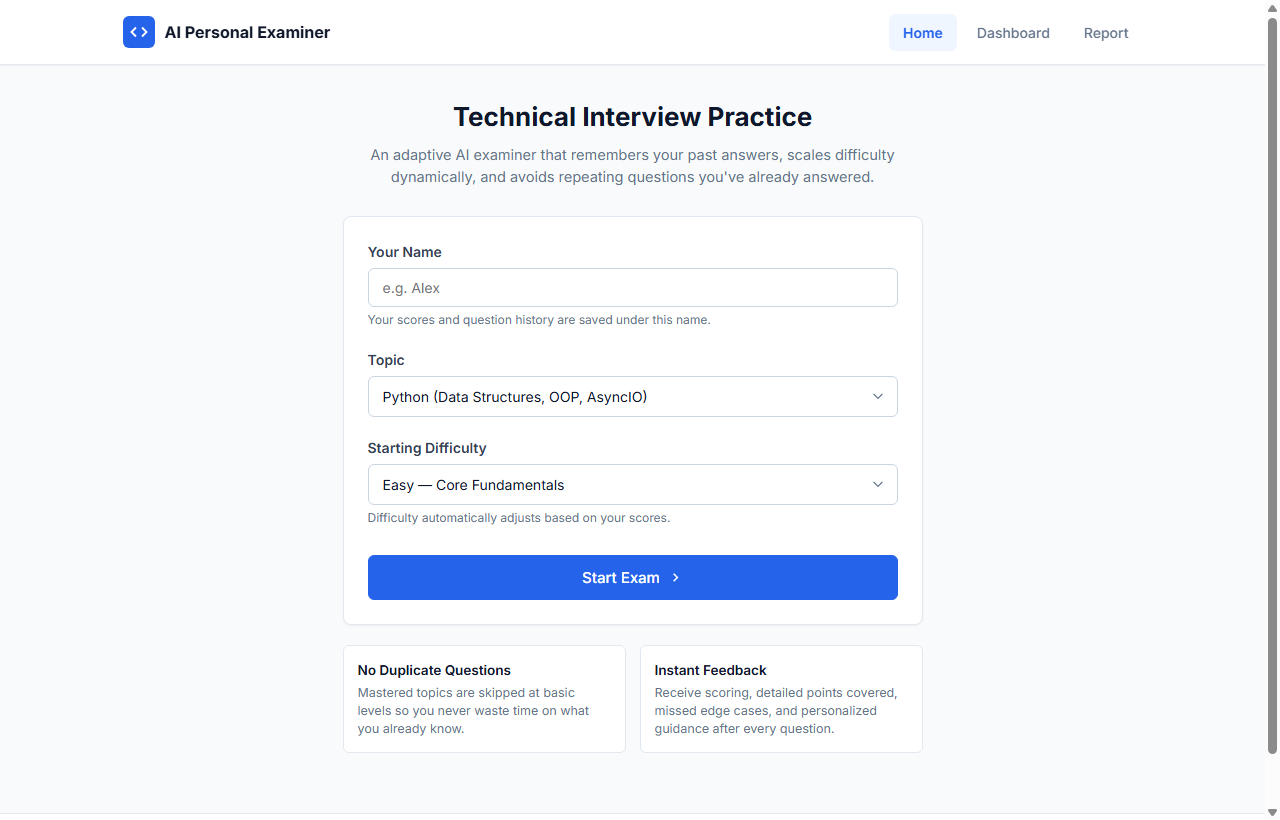 AI Personal Examiner
Home
Dashboard
Report
Technical Interview Practice
An adaptive AI examiner that remembers your past answers, scales difficulty
dynamically, and avoids repeating questions you've already answered.
Your Name
e.g. Alex
Your scores and question history are saved under this name.
Topic
Python (Data Structures, OOP, AsyncIO)
Starting Difficulty
Easy — Core Fundamentals
Difficulty automatically adjusts based on your scores.
Start Exam
No Duplicate Questions
Mastered topics are skipped at basic
levels so you never waste time on what
you already know.
Instant Feedback
Receive scoring, detailed points covered,
missed edge cases, and personalized
guidance after every question.